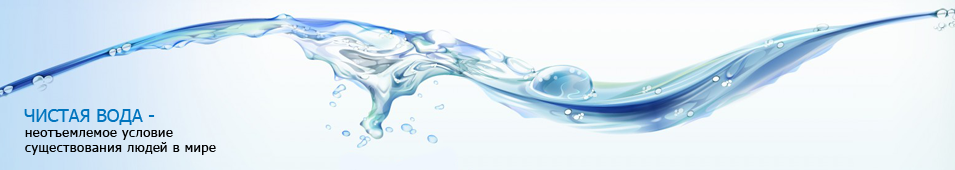 ЧИСТАЯ ВОДА -
неотъемлемое условие
существования людей в мире